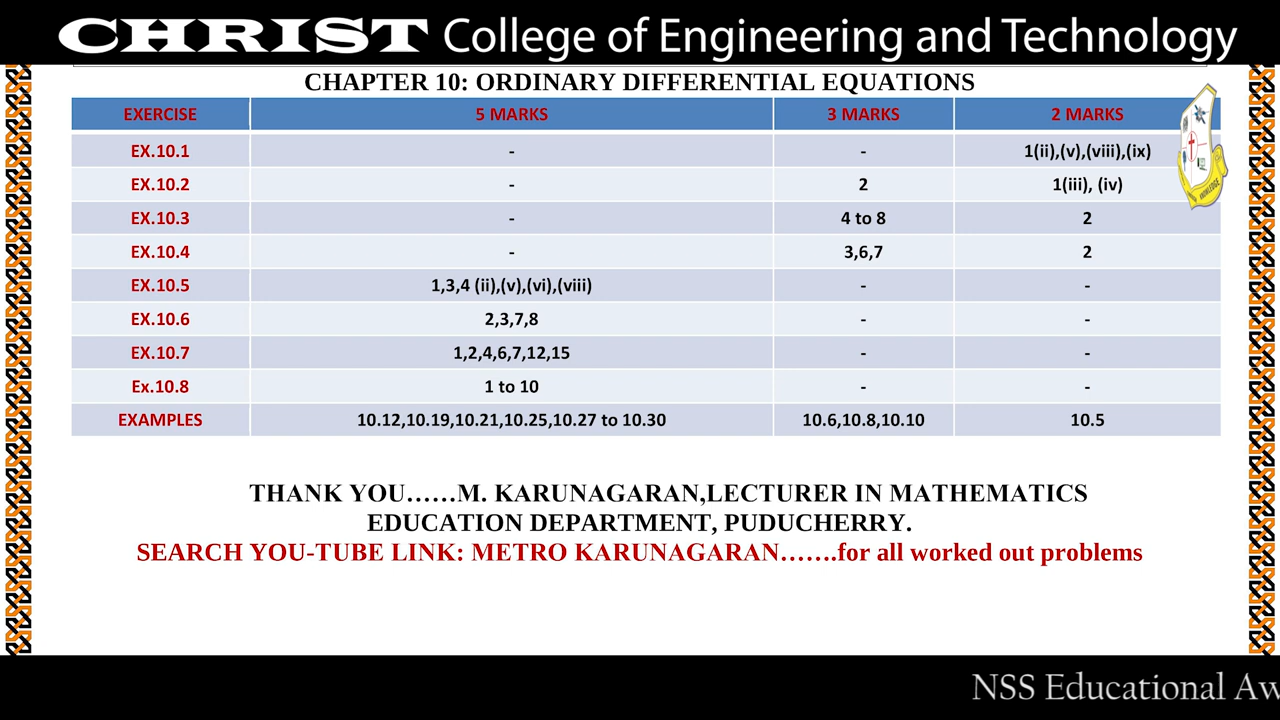 CHRIST College of Engineering and Technology
CHAPTER 10: ORDINARY DIFFERENTIAL EQUATIONS
EXERCISE 5 MARKS 3 MARKS 2 MARKS
EX.10.1 - - 1(ii),(v),(viii),(ix)
EX.10.2 - 2 1(iii), (iv)
EX.10.3 - 4 to 8 2
EX.10.4 - 3,6,7 2
EX.10.5 1,3,4 (ii),(v),(vi),(viii) - -
EX.10.6 2,3,7,8 - -
EX.10.7 1,2,4,6,7,12,15 - -
Ex.10.8 1 to 10 - -
EXAMPLES 10.12,10.19,10.21,10.25,10.27 to 10.30 10.6,10.8,10.10 10.5
THANK YOU......M. KARUNAGARAN,LECTURER IN MATHEMATICS
EDUCATION DEPARTMENT, PUDUCHERRY.
SEARCH YOU-TUBE LINK: METRO KARUNAGARAN.......for all worked out problems
NSS Educational Aw